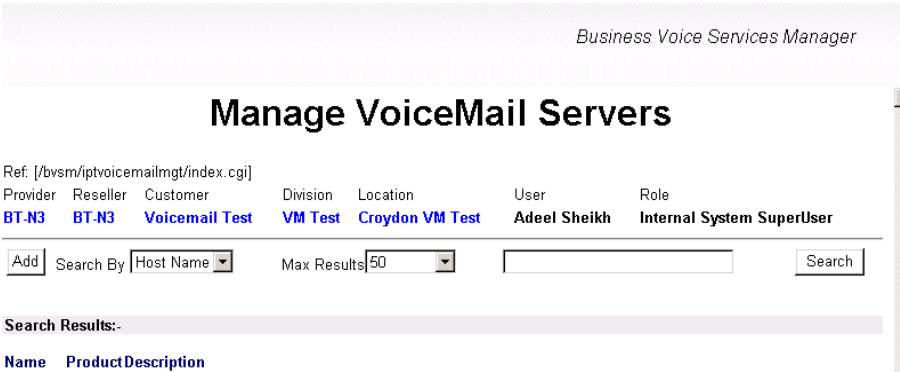 Business Voice Services Manager
Manage VoiceMail Servers
Ref: [/bvsm/iptvoicemailmgt/index.cgi]
Provider Reseller Customer Division Location User Role
BT-N3 BT-N3 Voicemail Test VM Test Croydon VM Test Adeel Sheikh Internal System SuperUser
Add Search By Host Name Max Results 50 Search
Search Results:-
Name Product Description